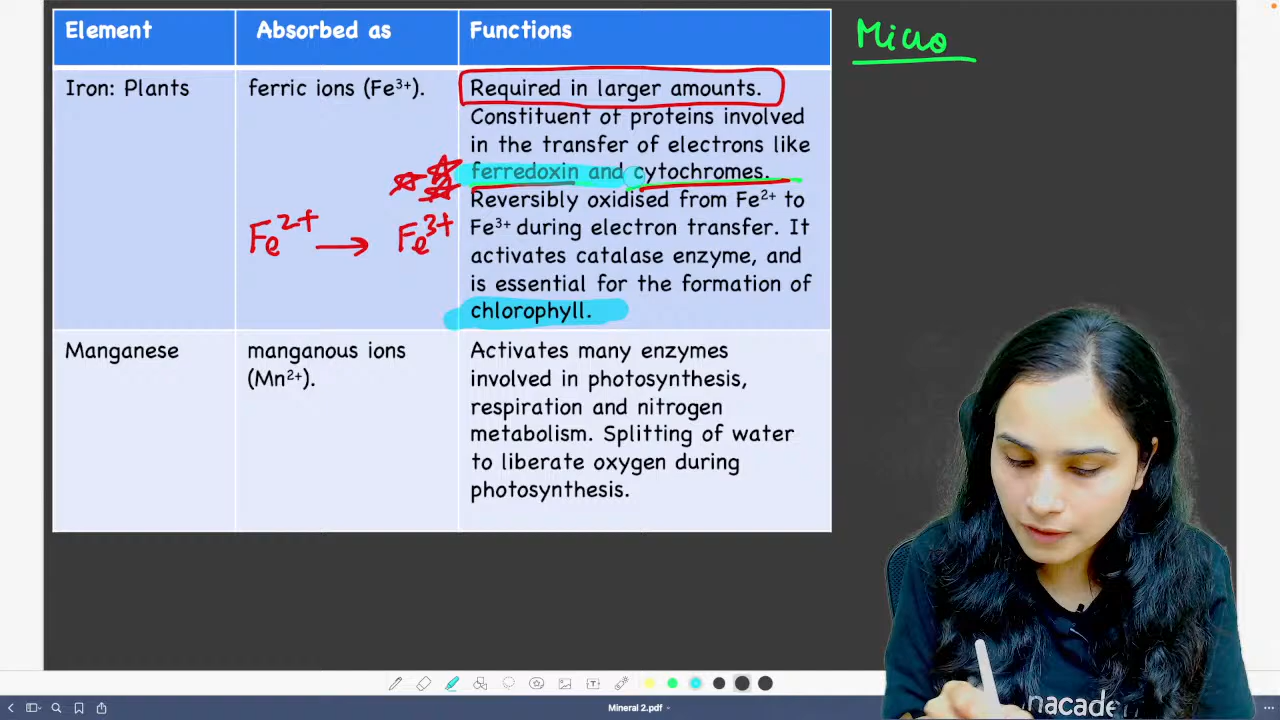 Element
Absorbed as
Functions
Micro
Iron: Plants
ferric ions (Fe³⁺).
Required in larger amounts.
Constituent of proteins involved
in the transfer of electrons like
ferredoxin and cytochromes.
Reversibly oxidised from Fe²⁺ to
Fe³⁺ during electron transfer. It
activates catalase enzyme, and
is essential for the formation of
chlorophyll.
Fe²⁺ → Fe³⁺
Manganese
manganous ions
(Mn²⁺).
Activates many enzymes
involved in photosynthesis,
respiration and nitrogen
metabolism. Splitting of water
to liberate oxygen during
photosynthesis.
nacade
Mineral 2.pdf